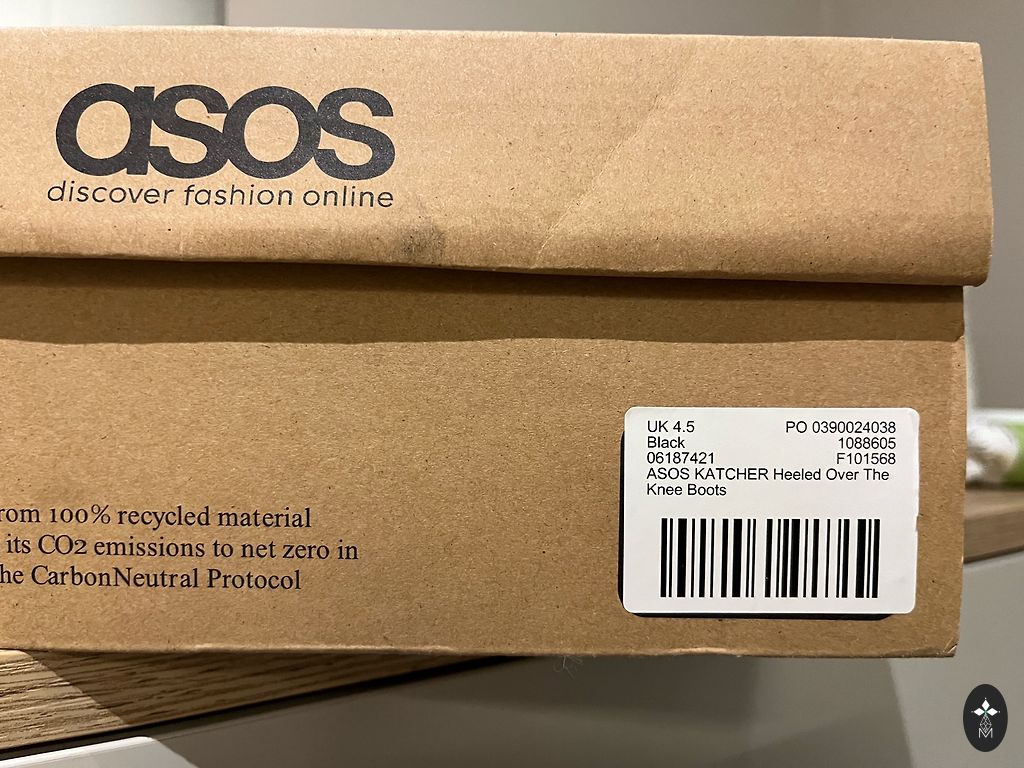 asos
discover fashion online
UK 4.5 PO 0390024038
Black 1088605
06187421 F101568
ASOS KATCHER Heeled Over The
Knee Boots
rom 100% recycled material
its CO2 emissions to net zero in
he CarbonNeutral Protocol
M